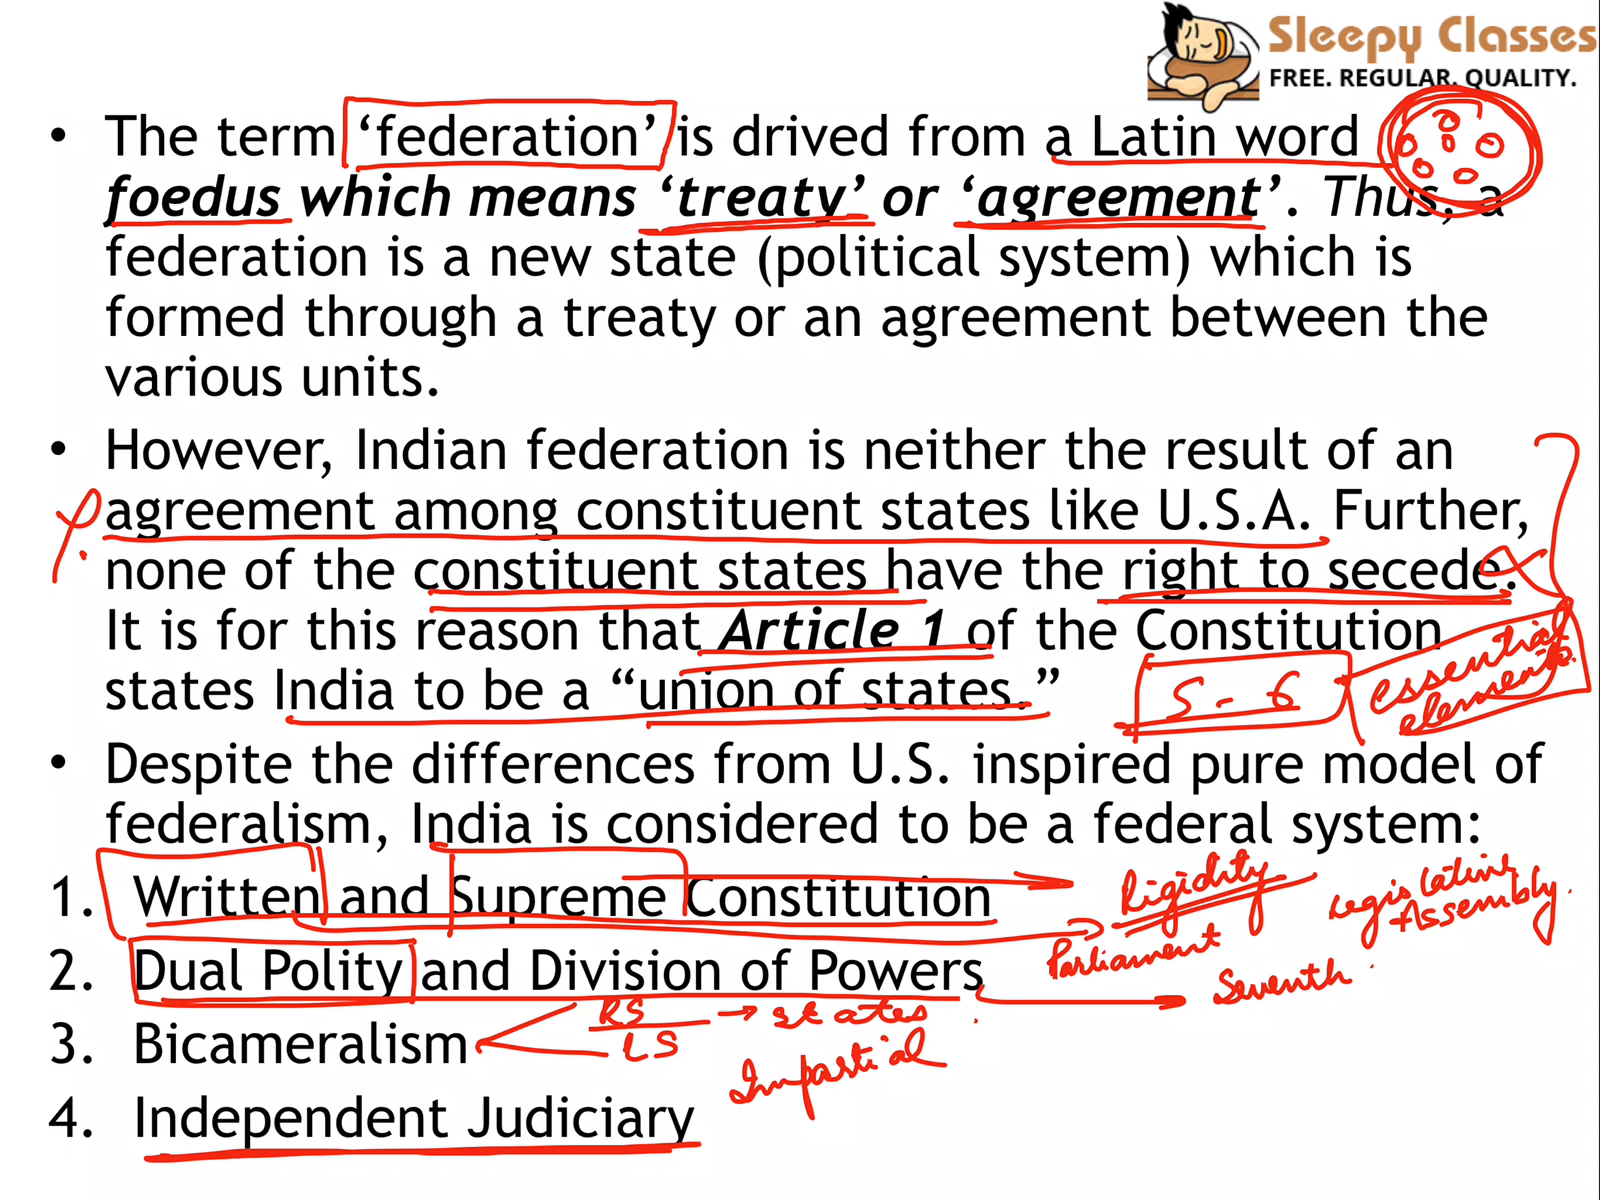 Sleepy Classes
FREE. REGULAR. QUALITY.
• The term ‘federation’ is drived from a Latin word
foedus which means ‘treaty’ or ‘agreement’. Thus, a
federation is a new state (political system) which is
formed through a treaty or an agreement between the
various units.
• However, Indian federation is neither the result of an
agreement among constituent states like U.S.A. Further,
none of the constituent states have the right to secede.
It is for this reason that Article 1 of the Constitution
states India to be a “union of states.”
5 - 6
essential
elements.
• Despite the differences from U.S. inspired pure model of
federalism, India is considered to be a federal system:
1. Written and Supreme Constitution
Rigidity
Parliament
Legislative
Assembly.
2. Dual Polity and Division of Powers
Seventh
3. Bicameralism
RS → states
LS
Impartial
4. Independent Judiciary